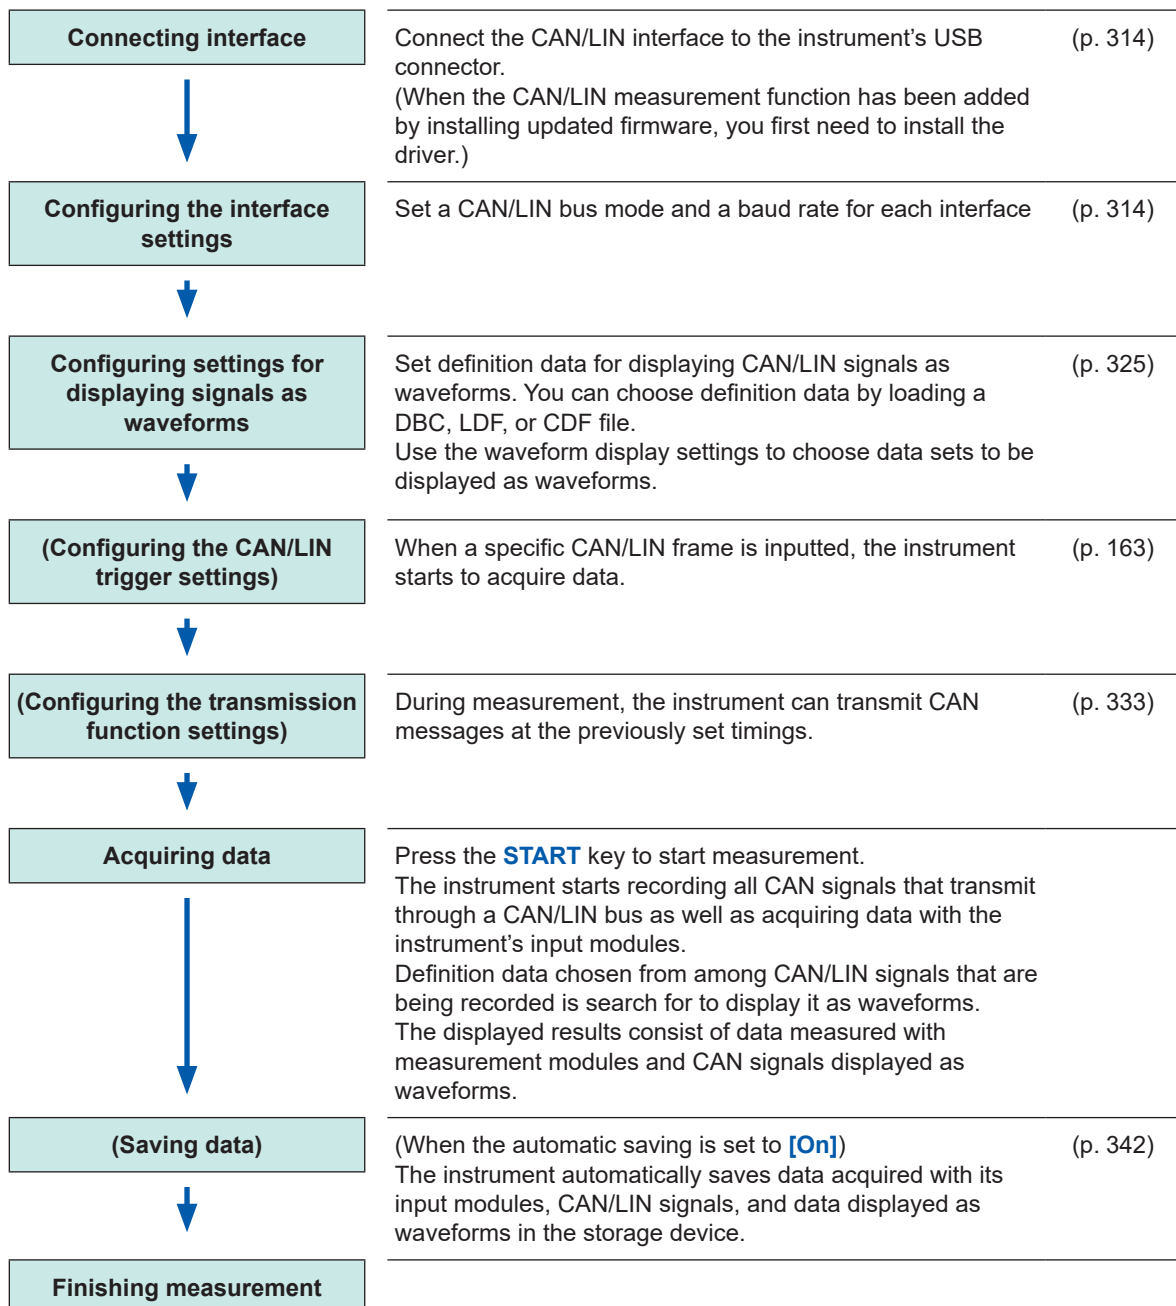 Connecting interface
Connect the CAN/LIN interface to the instrument's USB (p. 314)
connector.
(When the CAN/LIN measurement function has been added
by installing updated firmware, you first need to install the
driver.)
Configuring the interface
settings
Set a CAN/LIN bus mode and a baud rate for each interface (p. 314)
Configuring settings for
displaying signals as
waveforms
Set definition data for displaying CAN/LIN signals as (p. 325)
waveforms. You can choose definition data by loading a
DBC, LDF, or CDF file.
Use the waveform display settings to choose data sets to be
displayed as waveforms.
(Configuring the CAN/LIN
trigger settings)
When a specific CAN/LIN frame is inputted, the instrument (p. 163)
starts to acquire data.
(Configuring the transmission
function settings)
During measurement, the instrument can transmit CAN (p. 333)
messages at the previously set timings.
Acquiring data
Press the START key to start measurement.
The instrument starts recording all CAN signals that transmit
through a CAN/LIN bus as well as acquiring data with the
instrument's input modules.
Definition data chosen from among CAN/LIN signals that are
being recorded is search for to display it as waveforms.
The displayed results consist of data measured with
measurement modules and CAN signals displayed as
waveforms.
(Saving data)
(When the automatic saving is set to [On]) (p. 342)
The instrument automatically saves data acquired with its
input modules, CAN/LIN signals, and data displayed as
waveforms in the storage device.
Finishing measurement